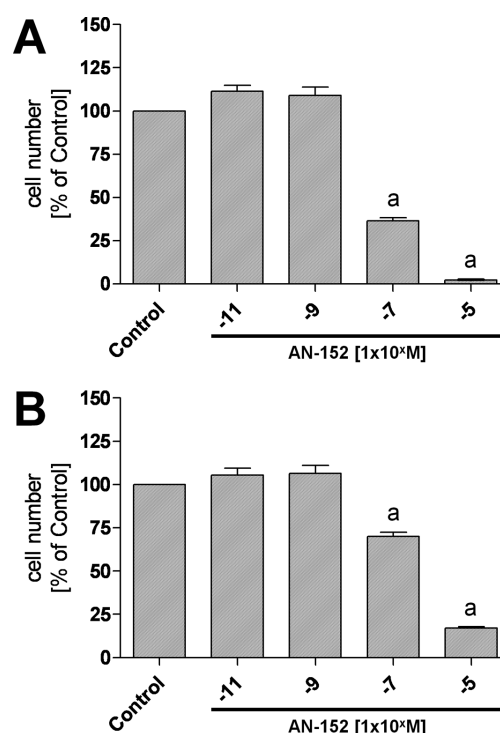 A
cell number
[% of Control]
150
125
100
75
50
25
0
a
a
Control
-11
-9
-7
-5
AN-152 [1x10ˣM]
B
cell number
[% of Control]
150
125
100
75
50
25
0
a
a
Control
-11
-9
-7
-5
AN-152 [1x10ˣM]